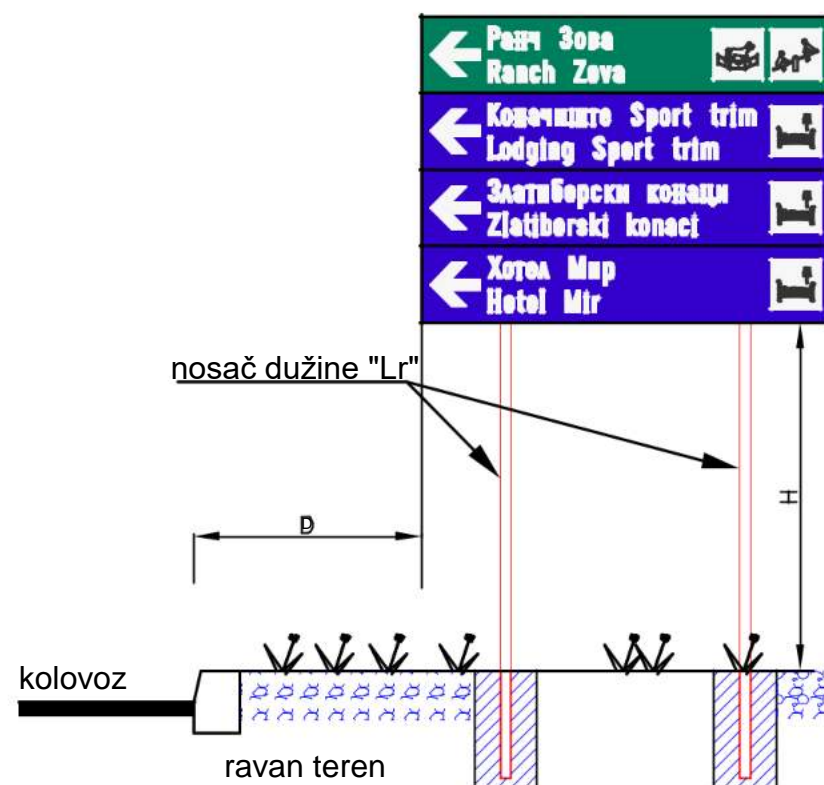 Ранч Зова
Ranch Zova
Коначиште Sport trim
Lodging Sport trim
Златиборски конаци
Zlatiborski konaci
Хотел Мир
Hotel Mir
nosač dužine "Lr"
D
H
kolovoz
ravan teren